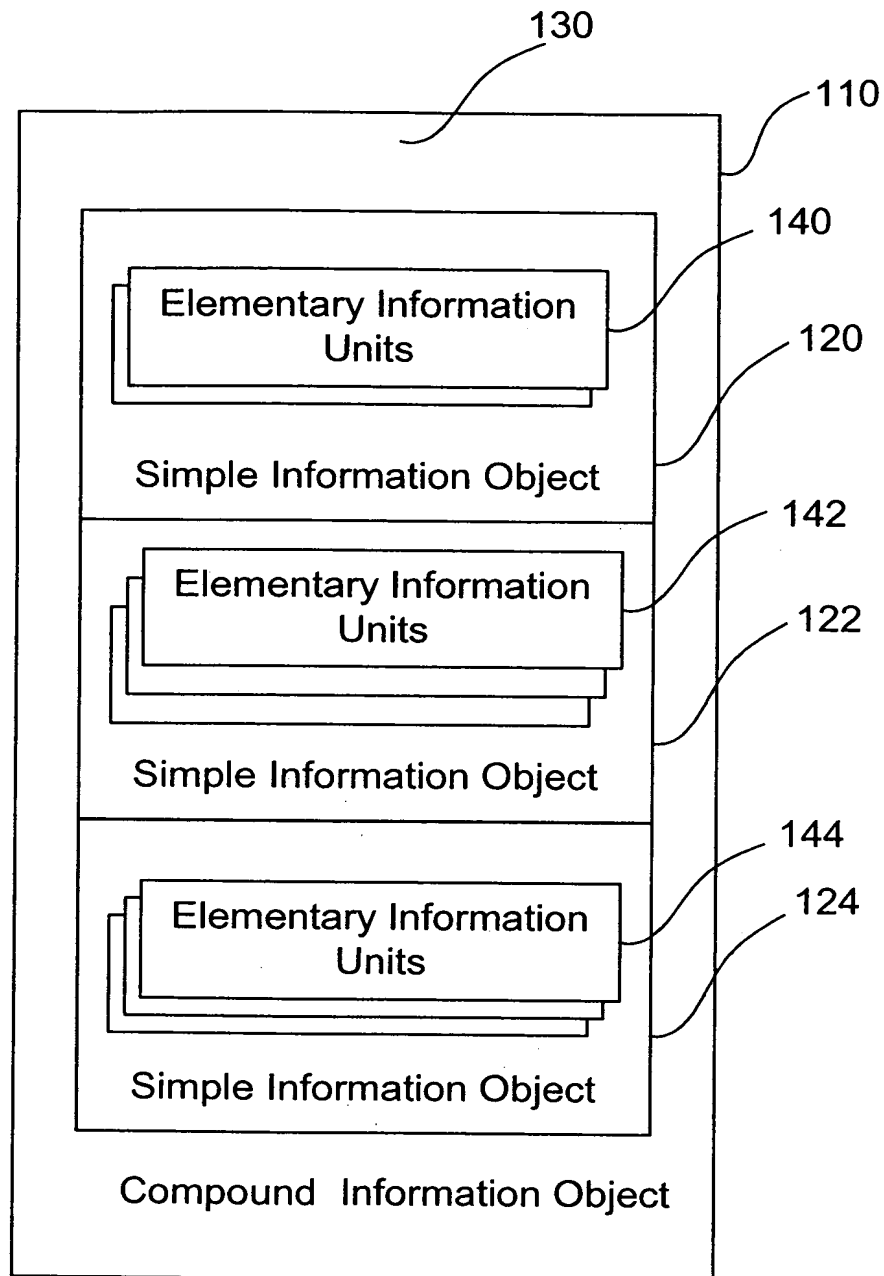 130
110
140
Elementary Information
Units
120
Simple Information Object
142
Elementary Information
Units
122
Simple Information Object
144
Elementary Information
Units
124
Simple Information Object
Compound Information Object